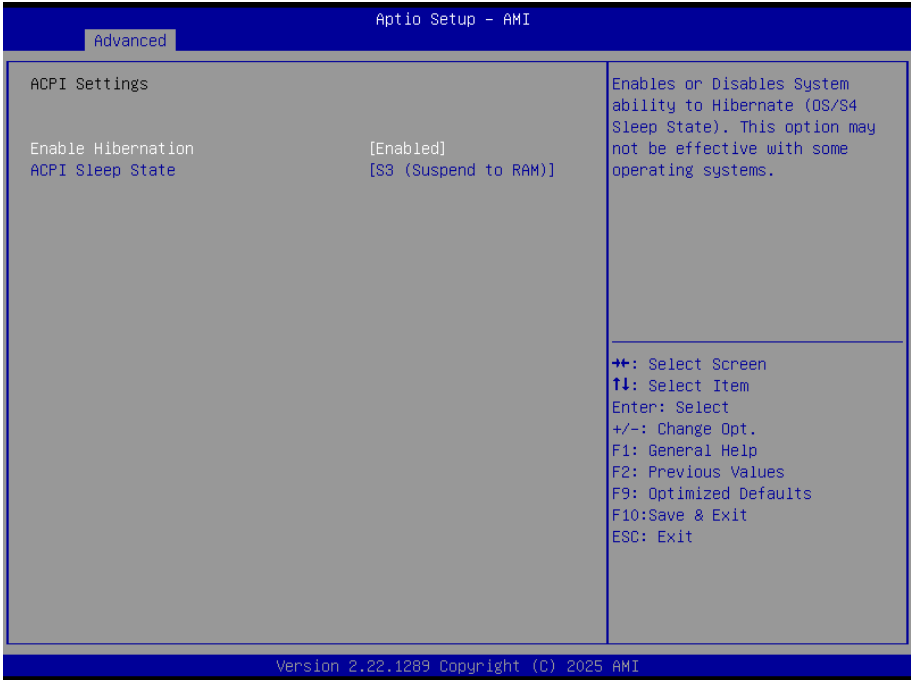 Aptio Setup – AMI
Advanced
ACPI Settings
Enable Hibernation [Enabled]
ACPI Sleep State [S3 (Suspend to RAM)]
Enables or Disables System
ability to Hibernate (OS/S4
Sleep State). This option may
not be effective with some
operating systems.
→←: Select Screen
↑↓: Select Item
Enter: Select
+/-: Change Opt.
F1: General Help
F2: Previous Values
F9: Optimized Defaults
F10:Save & Exit
ESC: Exit
Version 2.22.1289 Copyright (C) 2025 AMI